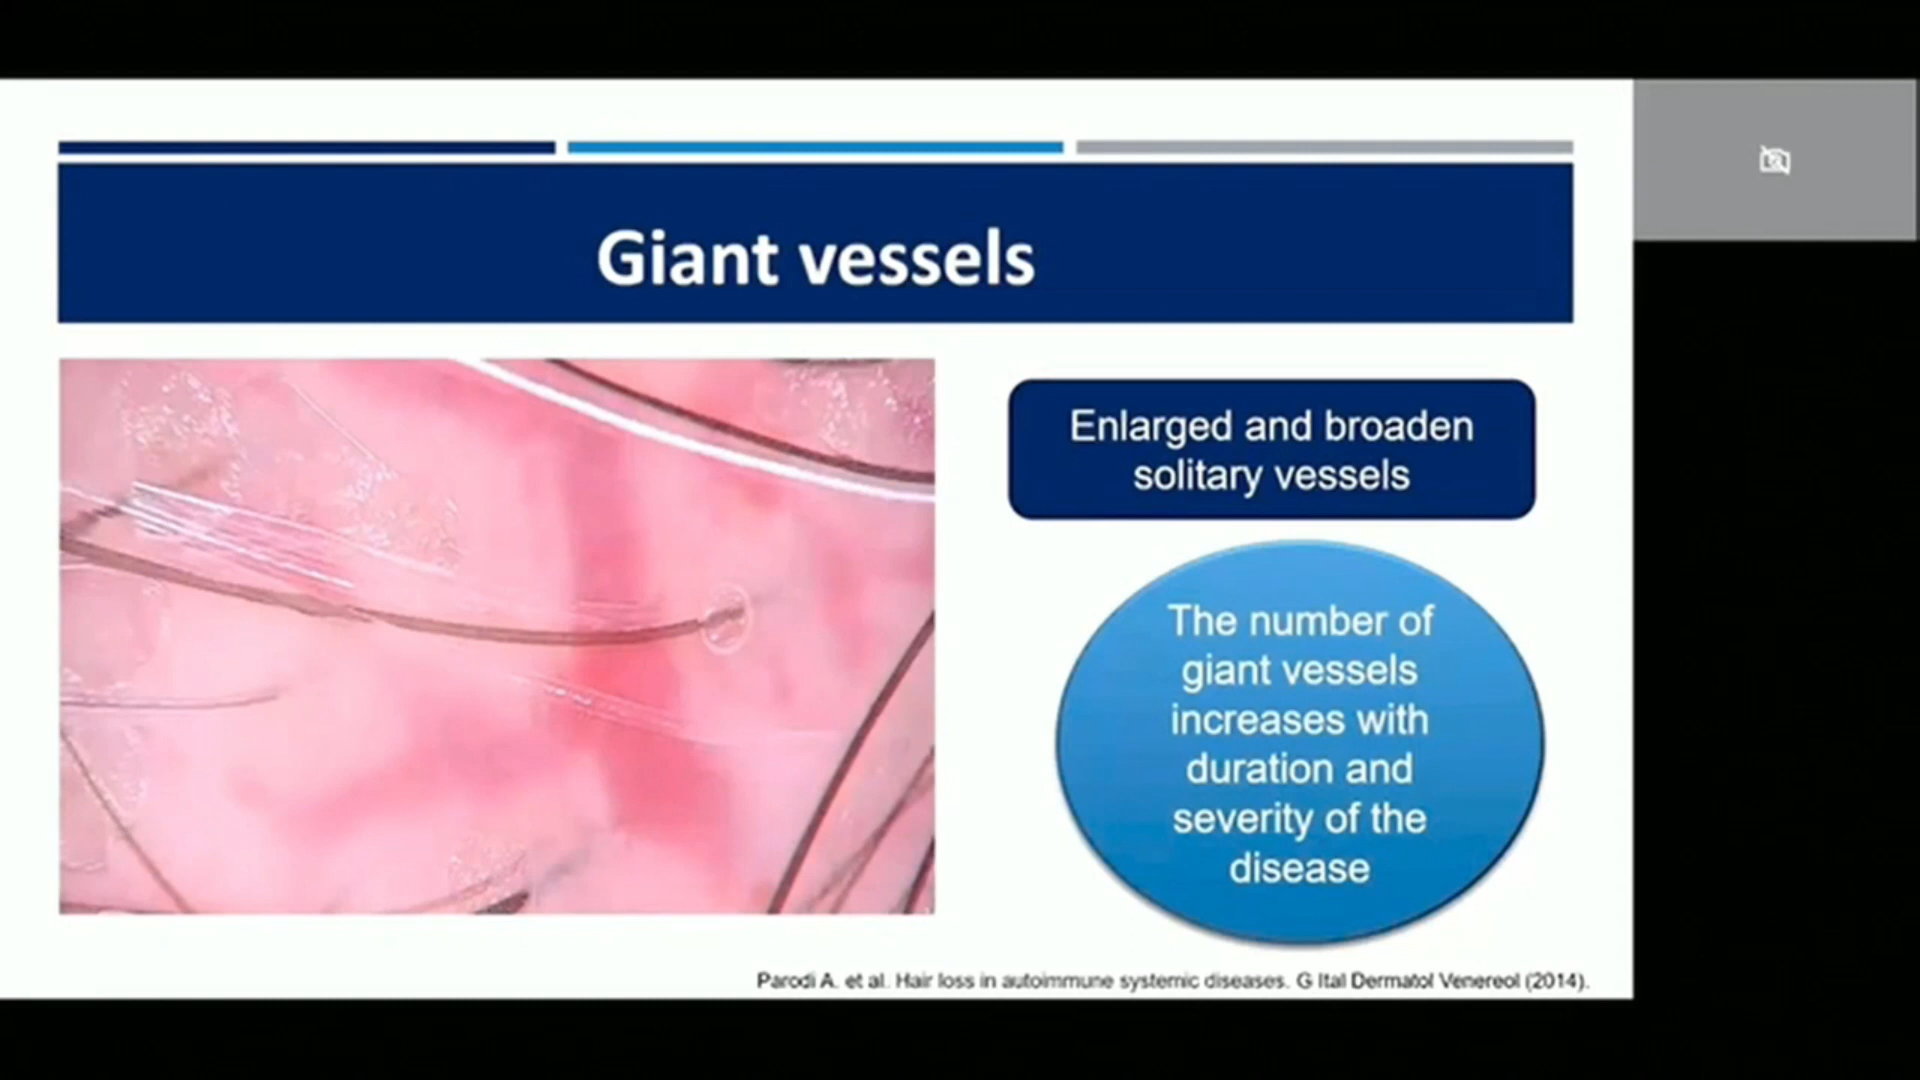 Giant vessels
Enlarged and broaden
solitary vessels
The number of
giant vessels
increases with
duration and
severity of the
disease
Parodi A. et al. Hair loss in autoimmune systemic diseases. G Ital Dermatol Venereol (2014).